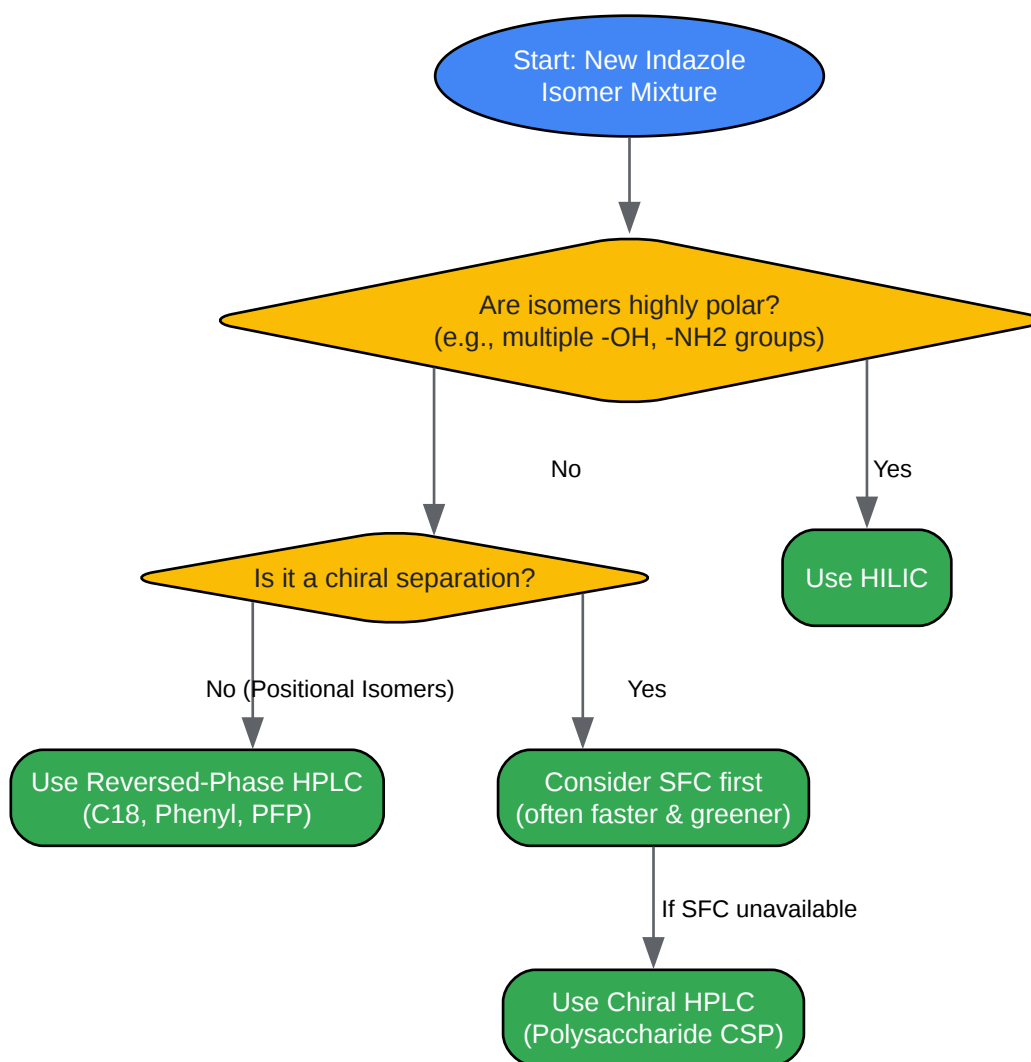 Start: New Indazole
Isomer Mixture
Are isomers highly polar?
(e.g., multiple -OH, -NH2 groups)
No
Yes
Is it a chiral separation?
Use HILIC
No (Positional Isomers)
Yes
Use Reversed-Phase HPLC
(C18, Phenyl, PFP)
Consider SFC first
(often faster & greener)
If SFC unavailable
Use Chiral HPLC
(Polysaccharide CSP)